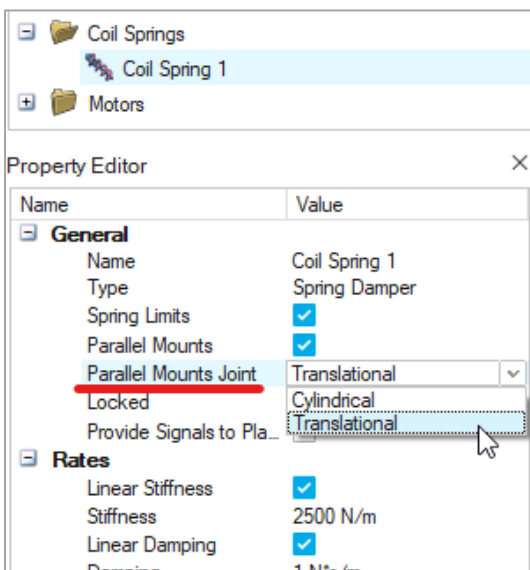 Coil Springs
Coil Spring 1
Motors
Property Editor
Name Value
General
Name Coil Spring 1
Type Spring Damper
Spring Limits
Parallel Mounts
Parallel Mounts Joint Translational
Locked Cylindrical
Provide Signals to Pla... Translational
Rates
Linear Stiffness
Stiffness 2500 N/m
Linear Damping
Damping 1 N*s/m